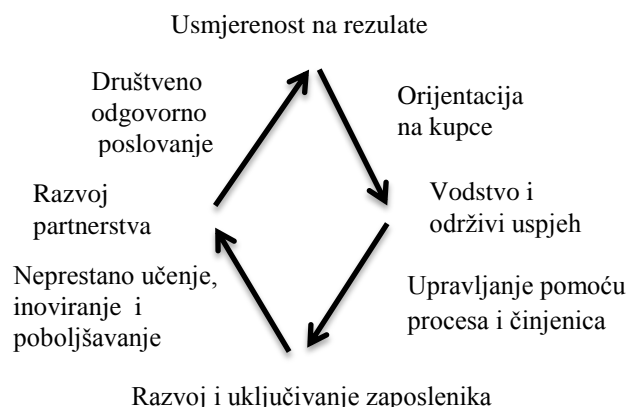 Usmjerenost na rezulate
Društveno
odgovorno
poslovanje
Orijentacija
na kupce
Razvoj
partnerstva
Vodstvo i
održivi uspjeh
Neprestano učenje,
inoviranje i
poboljšavanje
Upravljanje pomoću
procesa i činjenica
Razvoj i uključivanje zaposlenika